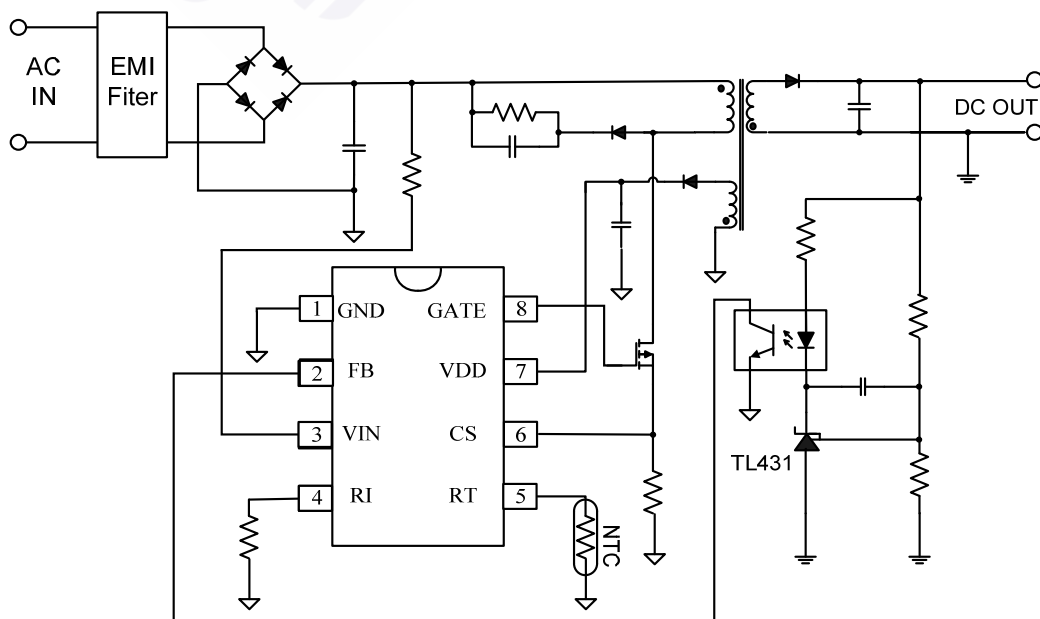 AC
IN
EMI
Fiter
DC OUT
1 GND GATE 8
2 FB VDD 7
3 VIN CS 6
4 RI RT 5
NTC
TL431